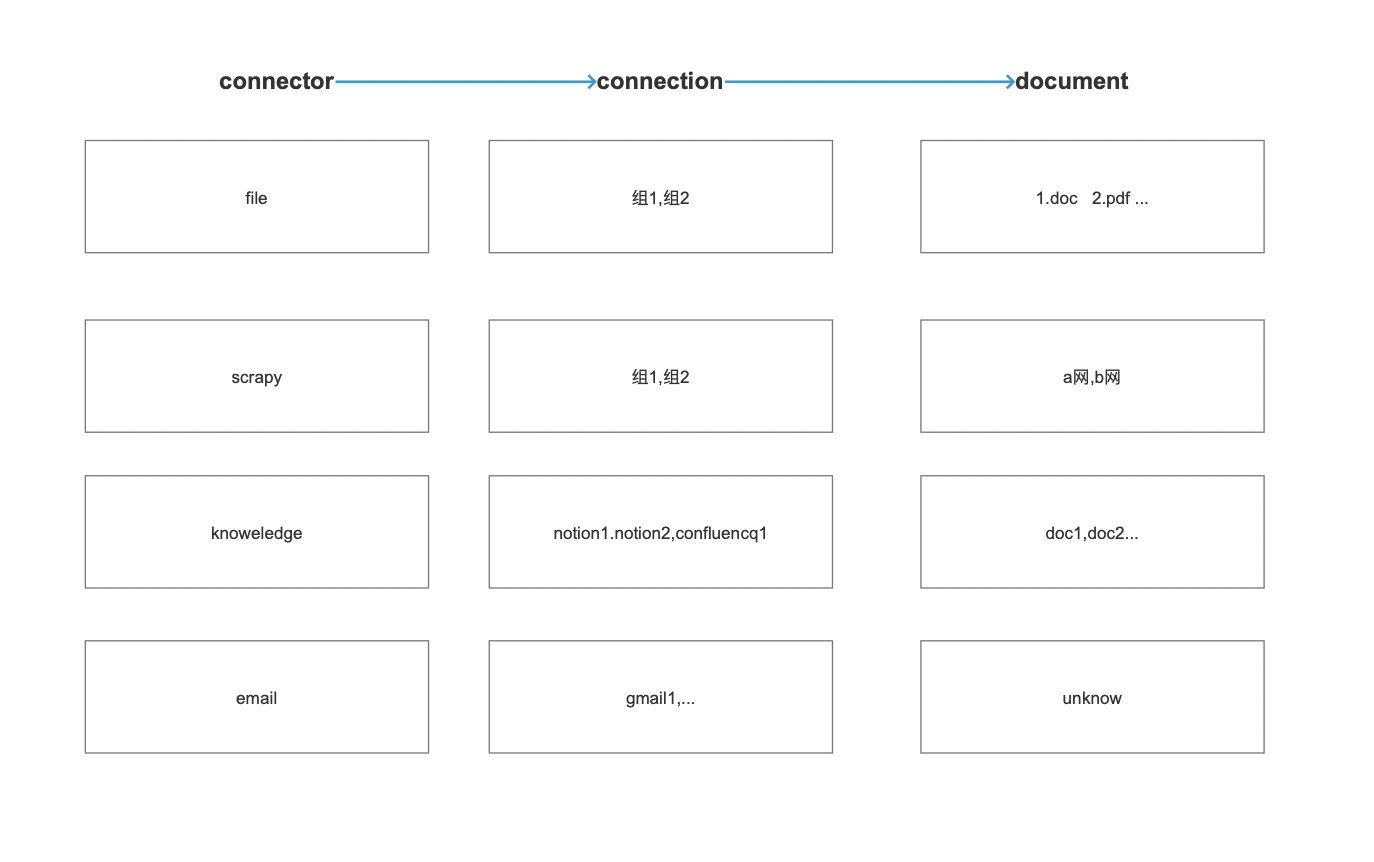 connector connection document
file 组1,组2 1.doc 2.pdf ...
scrapy 组1,组2 a网,b网
knoweledge notion1.notion2,confluencq1 doc1,doc2...
email gmail1,... unknow